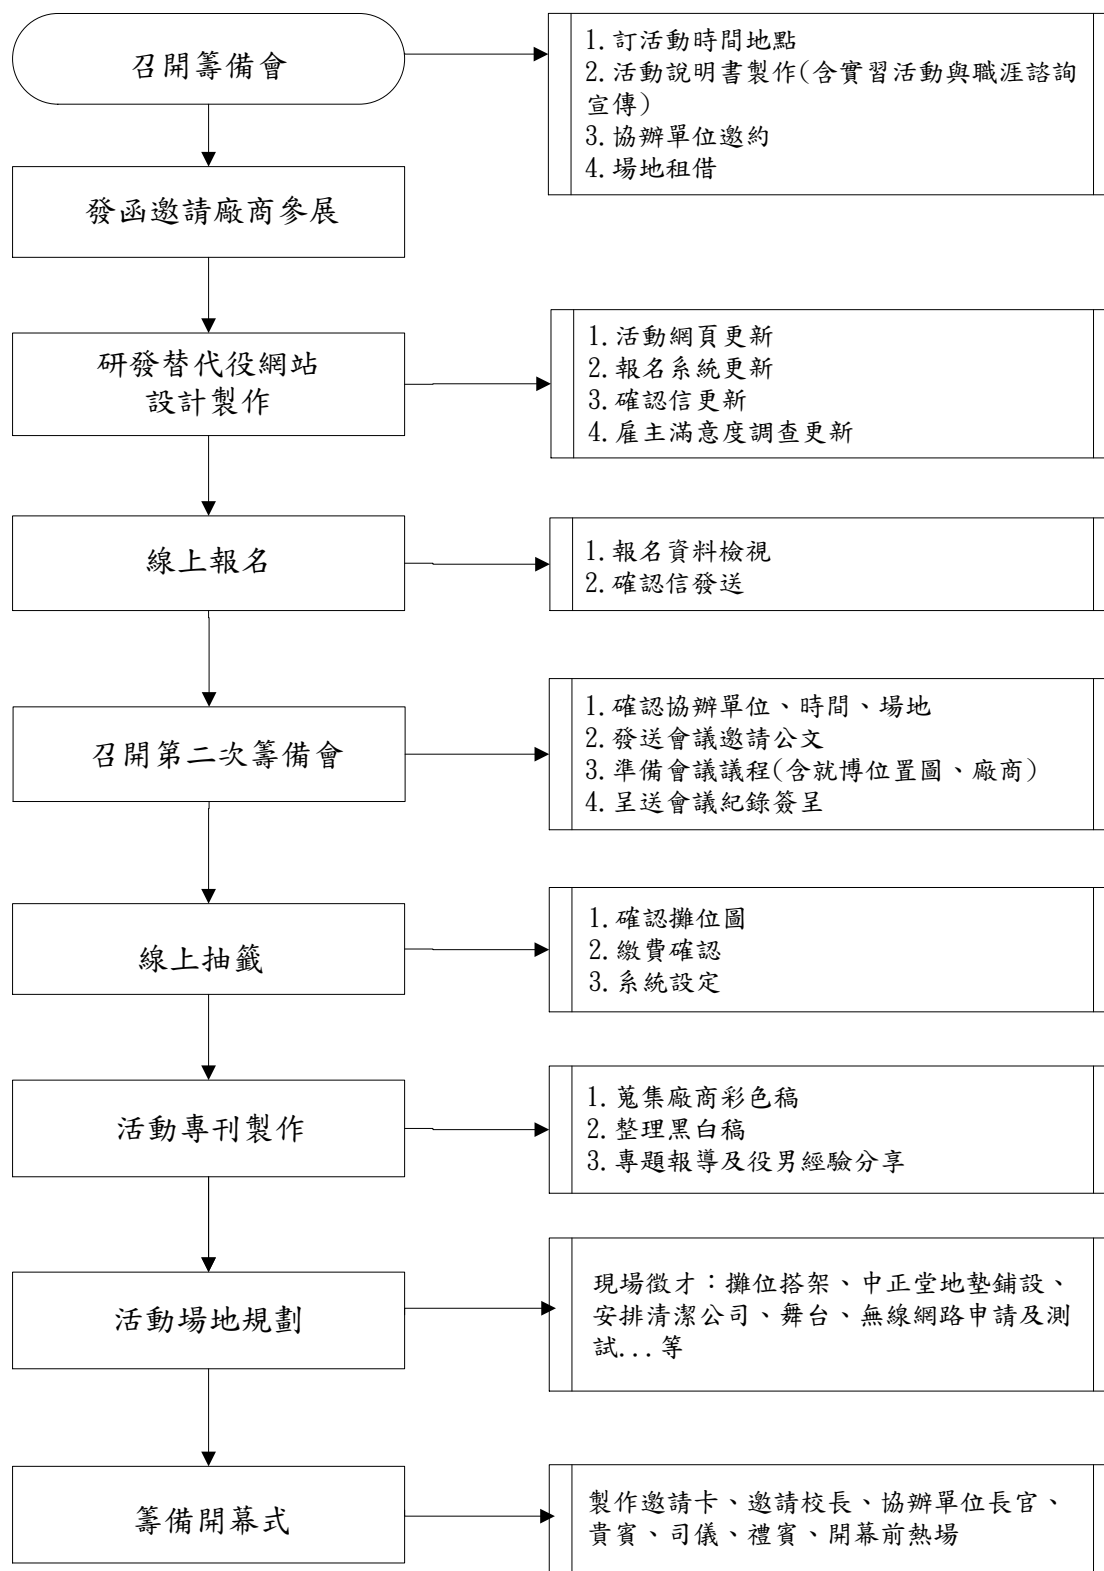 召開籌備會
1.訂活動時間地點
2.活動說明書製作(含實習活動與職涯諮詢
宣傳)
3.協辦單位邀約
4.場地租借
發函邀請廠商參展
研發替代役網站
設計製作
1.活動網頁更新
2.報名系統更新
3.確認信更新
4.雇主滿意度調查更新
線上報名
1.報名資料檢視
2.確認信發送
召開第二次籌備會
1.確認協辦單位、時間、場地
2.發送會議邀請公文
3.準備會議議程(含就博位置圖、廠商)
4.呈送會議紀錄簽呈
線上抽籤
1.確認攤位圖
2.繳費確認
3.系統設定
活動專刊製作
1.蒐集廠商彩色稿
2.整理黑白稿
3.專題報導及役男經驗分享
活動場地規劃
現場徵才：攤位搭架、中正堂地墊鋪設、
安排清潔公司、舞台、無線網路申請及測
試...等
籌備開幕式
製作邀請卡、邀請校長、協辦單位長官、
貴賓、司儀、禮賓、開幕前熱場